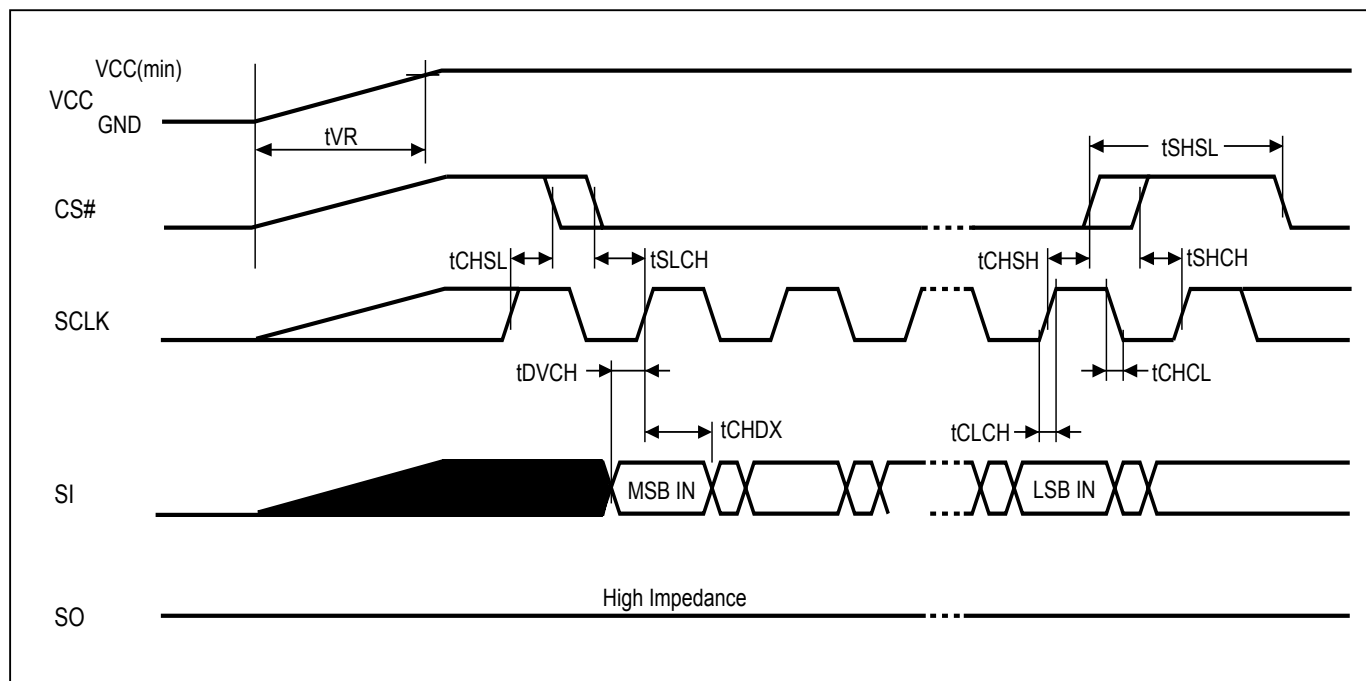 VCC(min)
VCC
GND
tVR
tSHSL
CS#
tCHSL
tSLCH
tCHSH
tSHCH
SCLK
tDVCH
tCHCL
tCHDX
tCLCH
SI
MSB IN
LSB IN
High Impedance
SO